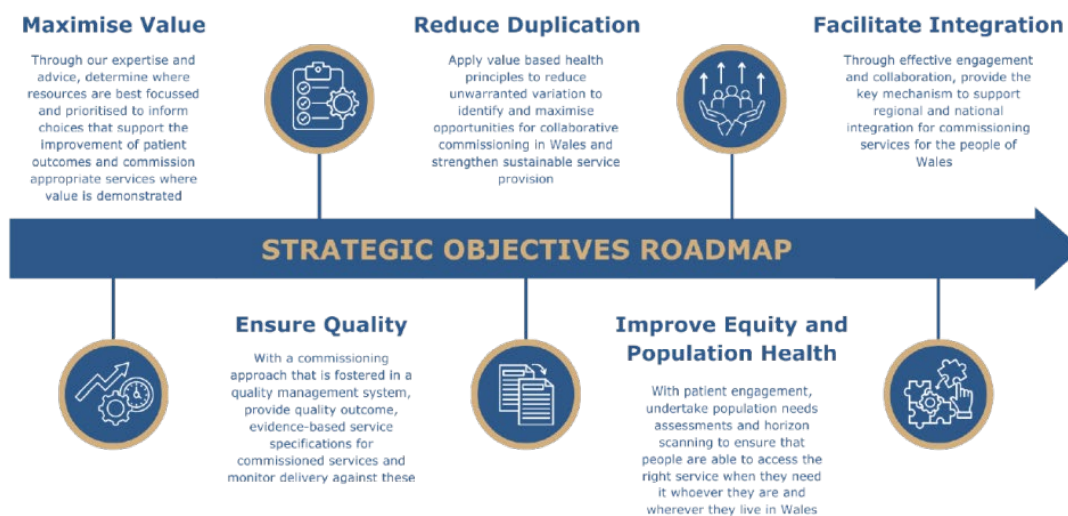 Maximise Value
Through our expertise and
advice, determine where
resources are best focussed
and prioritised to inform
choices that support the
improvement of patient
outcomes and commission
appropriate services where
value is demonstrated
Reduce Duplication
Apply value based health
principles to reduce
unwarranted variation to
identify and maximise
opportunities for collaborative
commissioning in Wales and
strengthen sustainable service
provision
Facilitate Integration
Through effective engagement
and collaboration, provide the
key mechanism to support
regional and national
integration for commissioning
services for the people of
Wales
STRATEGIC OBJECTIVES ROADMAP
Ensure Quality
With a commissioning
approach that is fostered in a
quality management system,
provide quality outcome,
evidence-based service
specifications for
commissioned services and
monitor delivery against these
Improve Equity and
Population Health
With patient engagement,
undertake population needs
assessments and horizon
scanning to ensure that
people are able to access the
right service when they need
it whoever they are and
wherever they live in Wales